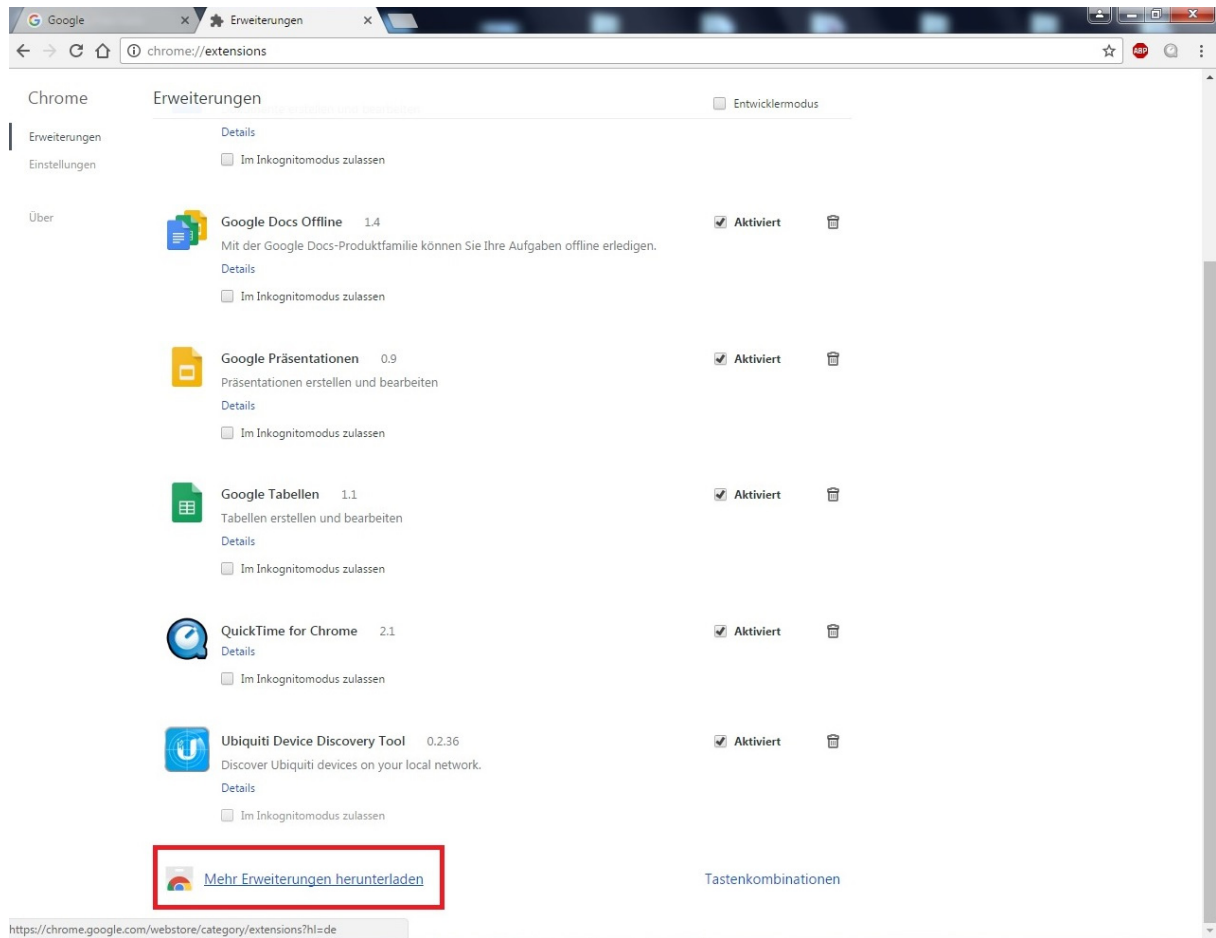 Google
Erweiterungen
chrome://extensions
ABP
Chrome
Erweiterungen
Entwicklermodus
Erweiterungen
Details
Einstellungen
Im Inkognitomodus zulassen
Über
Google Docs Offline 1.4
Aktiviert
Mit der Google Docs-Produktfamilie können Sie Ihre Aufgaben offline erledigen.
Details
Im Inkognitomodus zulassen
Google Präsentationen 0.9
Aktiviert
Präsentationen erstellen und bearbeiten
Details
Im Inkognitomodus zulassen
Google Tabellen 1.1
Aktiviert
Tabellen erstellen und bearbeiten
Details
Im Inkognitomodus zulassen
QuickTime for Chrome 2.1
Aktiviert
Details
Im Inkognitomodus zulassen
Ubiquiti Device Discovery Tool 0.2.36
Aktiviert
Discover Ubiquiti devices on your local network.
Details
Im Inkognitomodus zulassen
Mehr Erweiterungen herunterladen
Tastenkombinationen
https://chrome.google.com/webstore/category/extensions?hl=de